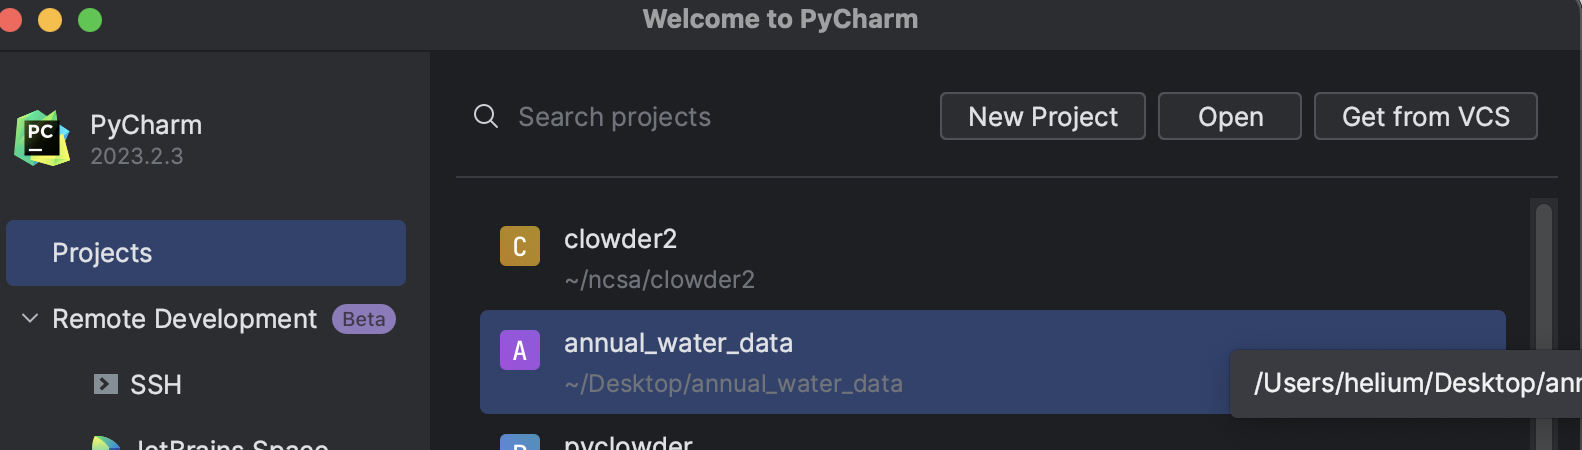 Welcome to PyCharm
PC
PyCharm
2023.2.3
Search projects
New Project
Open
Get from VCS
Projects
Remote Development Beta
SSH
JetBrains Space
C
clowder2
~/ncsa/clowder2
A
annual_water_data
~/Desktop/annual_water_data
/Users/helium/Desktop/ann
pyclowder